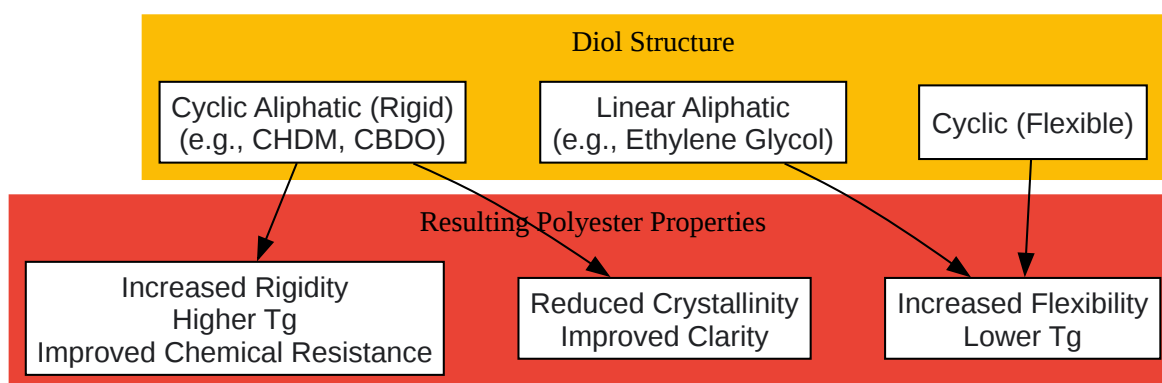 Diol Structure
Cyclic Aliphatic (Rigid)
(e.g., CHDM, CBDO)
Linear Aliphatic
(e.g., Ethylene Glycol)
Cyclic (Flexible)
Resulting Polyester Properties
Increased Rigidity
Higher Tg
Improved Chemical Resistance
Reduced Crystallinity
Improved Clarity
Increased Flexibility
Lower Tg